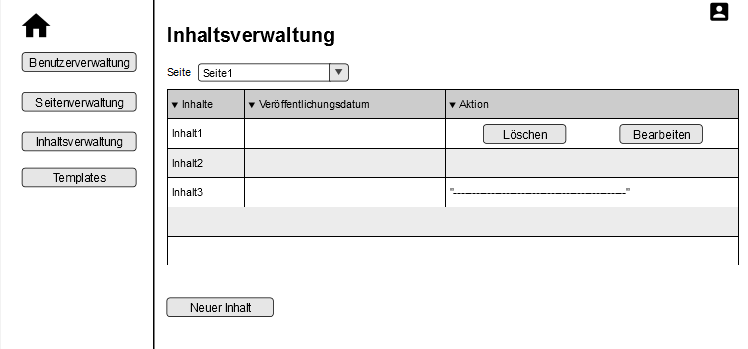 Inhaltsverwaltung
Benutzerverwaltung
Seitenverwaltung
Inhaltsverwaltung
Templates
Seite Seite1
Inhalte Veröffentlichungsdatum Aktion
Inhalt1 Löschen Bearbeiten
Inhalt2
Inhalt3 "--------------------------------------------"
Neuer Inhalt